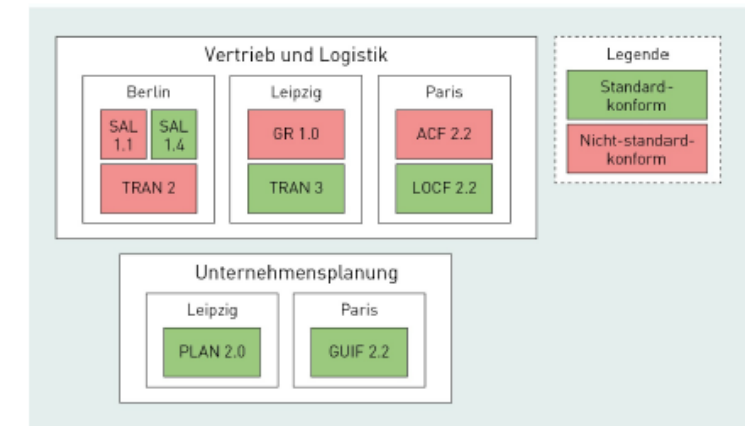 Vertrieb und Logistik
Berlin
SAL
1.1
SAL
1.4
TRAN 2
Leipzig
GR 1.0
TRAN 3
Paris
ACF 2.2
LOCF 2.2
Legende
Standard-
konform
Nicht-standard-
konform
Unternehmensplanung
Leipzig
PLAN 2.0
Paris
GUIF 2.2